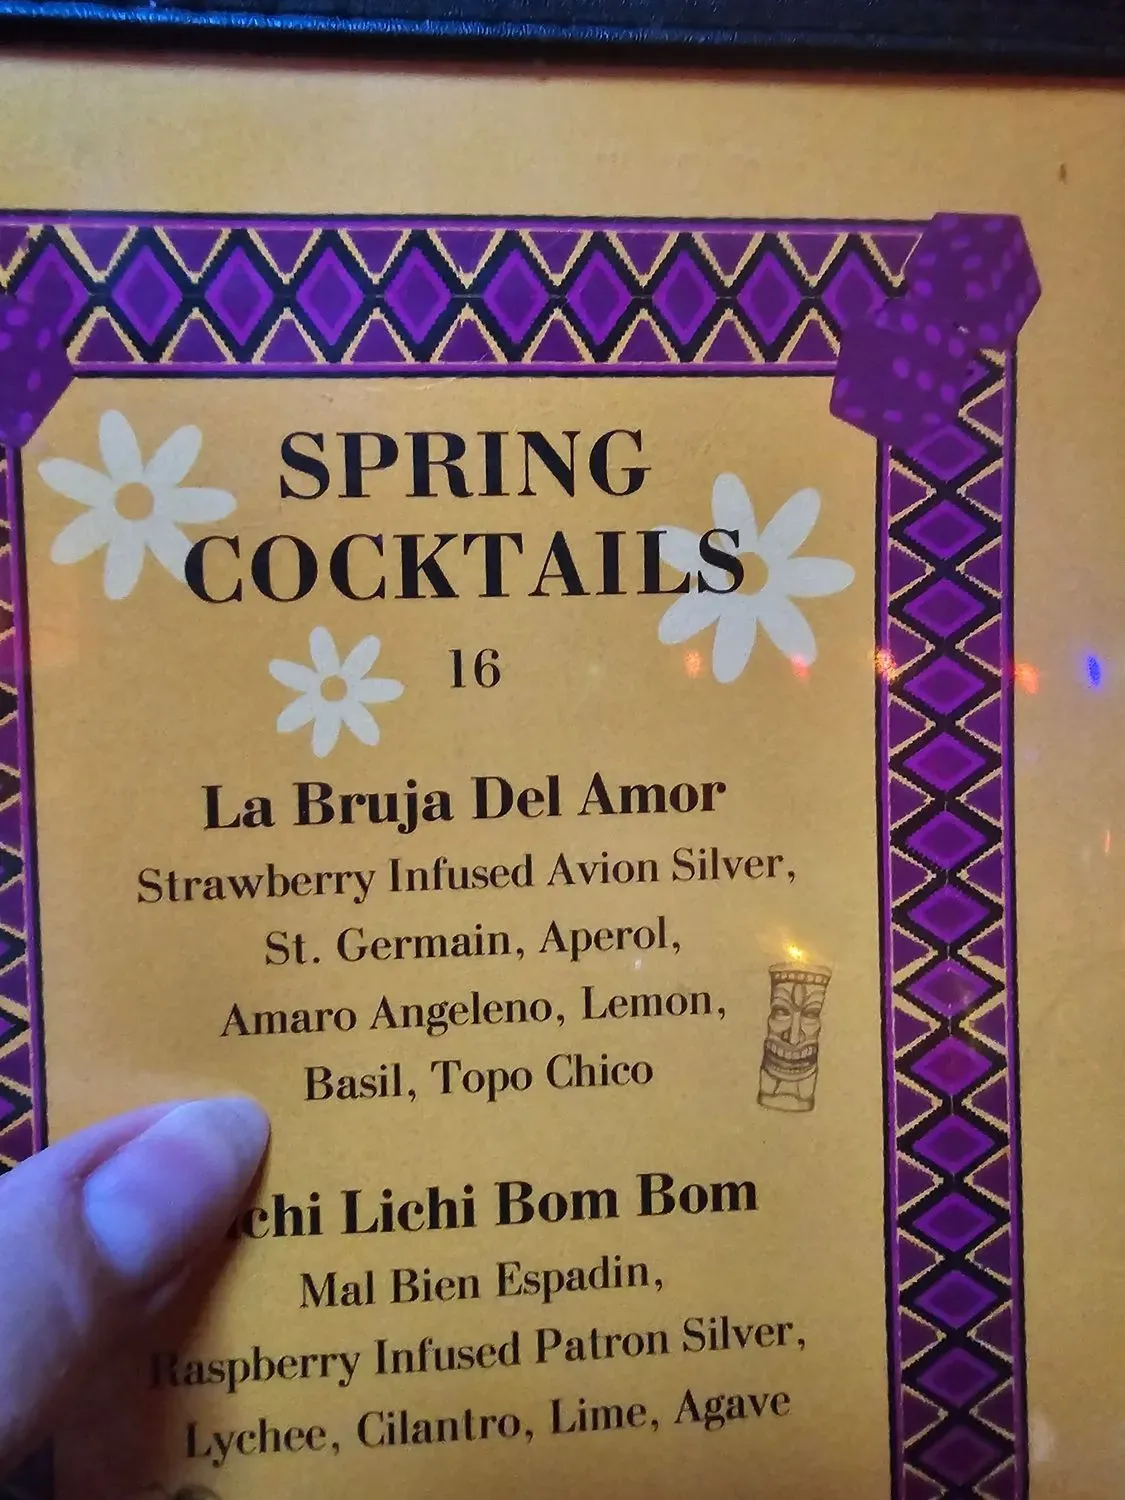 SPRING
COCKTAILS
16
La Bruja Del Amor
Strawberry Infused Avion Silver,
St. Germain, Aperol,
Amaro Angeleno, Lemon,
Basil, Topo Chico
Lichi Bom Bom
Mal Bien Espadin,
Raspberry Infused Patron Silver,
Lychee, Cilantro, Lime, Agave